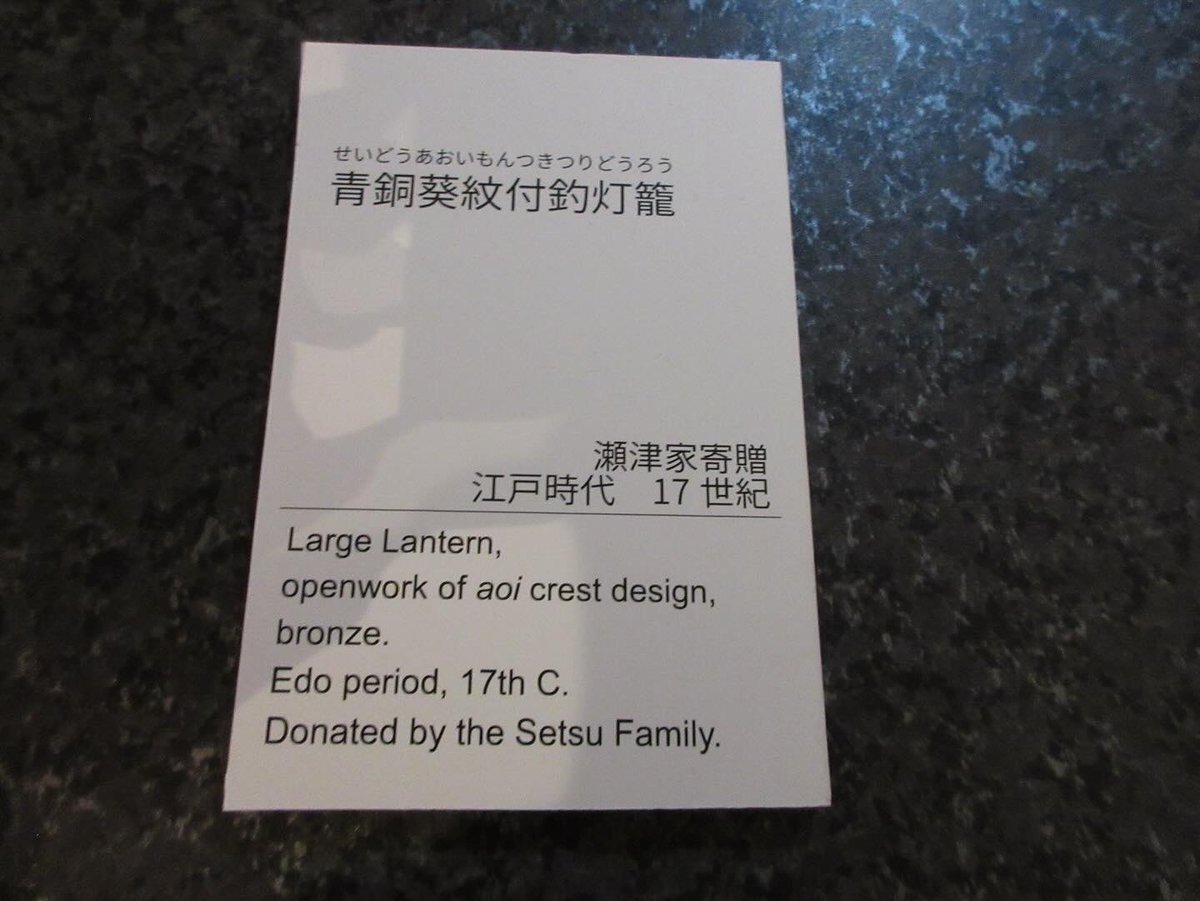 せいどうあおいもんつきつりどうろう
青銅葵紋付釣灯籠
瀬津家寄贈
江戸時代　17 世紀
Large Lantern,
openwork of aoi crest design,
bronze.
Edo period, 17th C.
Donated by the Setsu Family.